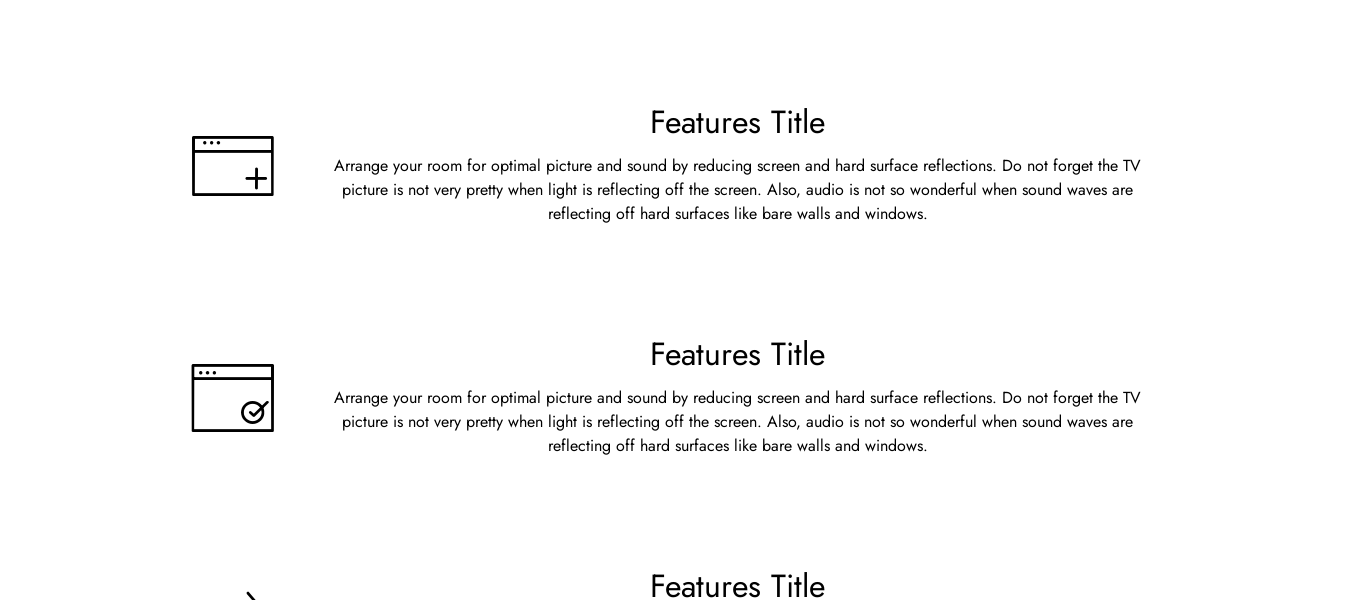 Features Title
Arrange your room for optimal picture and sound by reducing screen and hard surface reflections. Do not forget the TV
picture is not very pretty when light is reflecting off the screen. Also, audio is not so wonderful when sound waves are
reflecting off hard surfaces like bare walls and windows.
Features Title
Arrange your room for optimal picture and sound by reducing screen and hard surface reflections. Do not forget the TV
picture is not very pretty when light is reflecting off the screen. Also, audio is not so wonderful when sound waves are
reflecting off hard surfaces like bare walls and windows.
Features Title